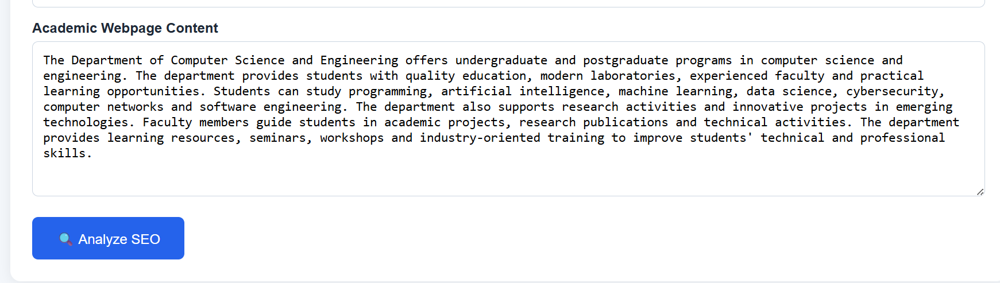 Academic Webpage Content
The Department of Computer Science and Engineering offers undergraduate and postgraduate programs in computer science and
engineering. The department provides students with quality education, modern laboratories, experienced faculty and practical
learning opportunities. Students can study programming, artificial intelligence, machine learning, data science, cybersecurity,
computer networks and software engineering. The department also supports research activities and innovative projects in emerging
technologies. Faculty members guide students in academic projects, research publications and technical activities. The department
provides learning resources, seminars, workshops and industry-oriented training to improve students' technical and professional
skills.
🔍 Analyze SEO